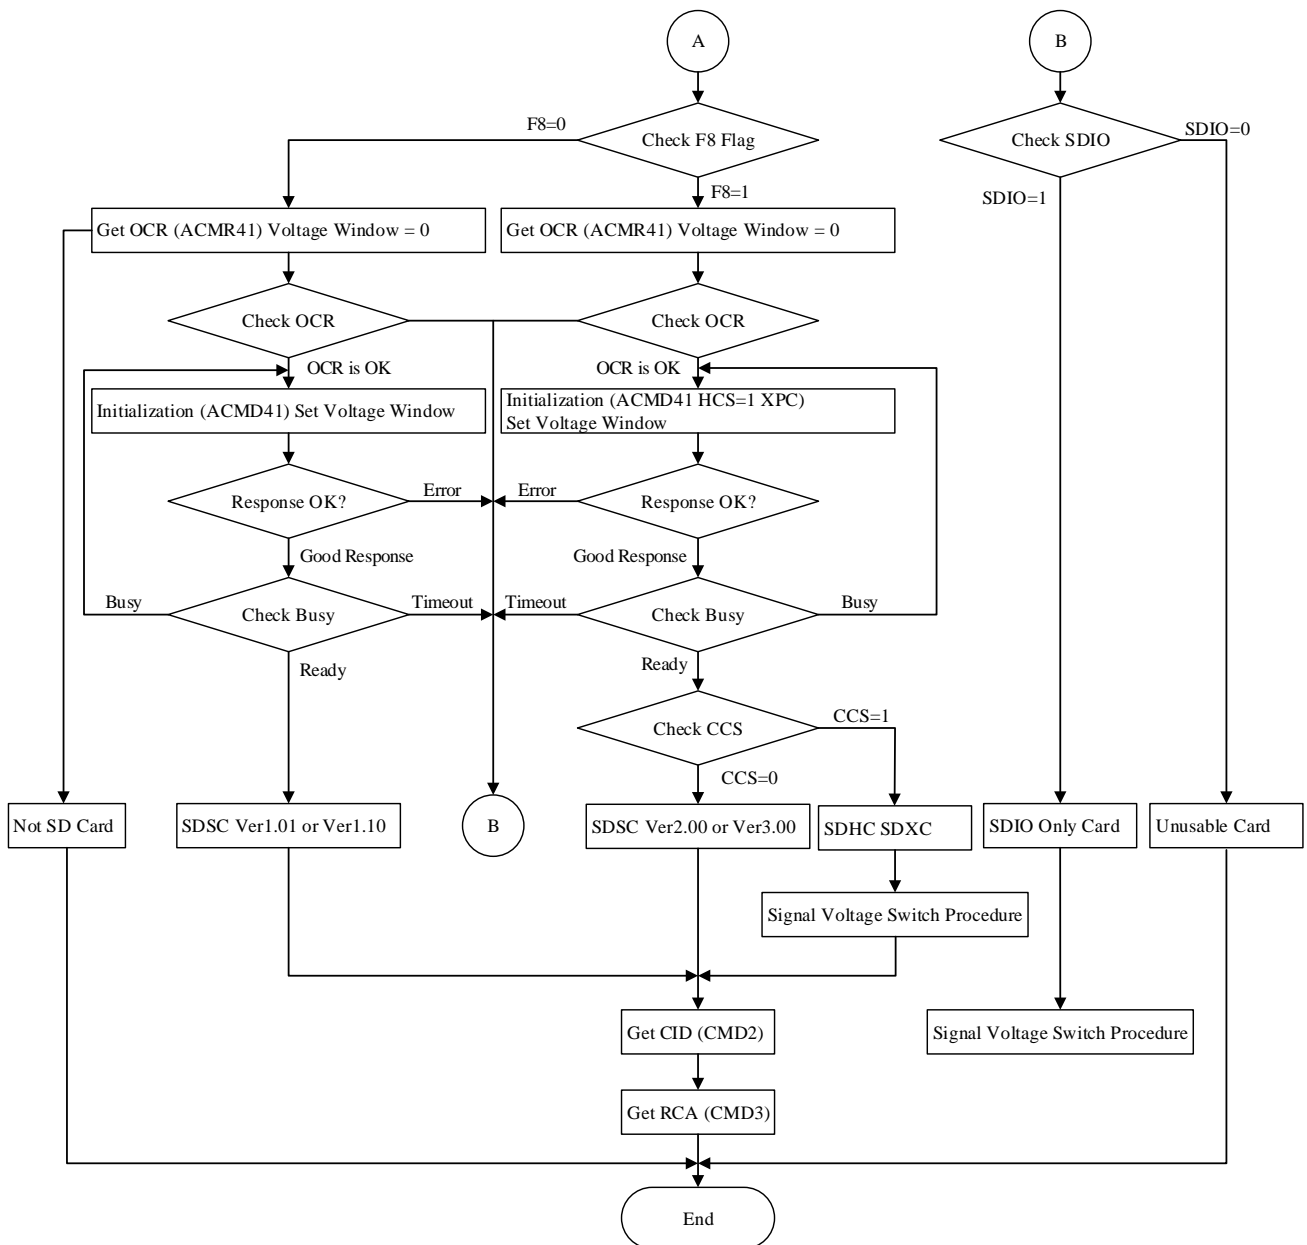 A
B
F8=0
Check F8 Flag
Check SDIO
SDIO=0
F8=1
SDIO=1
Get OCR (ACMR41) Voltage Window = 0
Get OCR (ACMR41) Voltage Window = 0
Check OCR
Check OCR
OCR is OK
OCR is OK
Initialization (ACMD41) Set Voltage Window
Initialization (ACMD41 HCS=1 XPC)
Set Voltage Window
Response OK?
Error
Error
Response OK?
Good Response
Good Response
Busy
Check Busy
Timeout
Timeout
Check Busy
Busy
Ready
Ready
Check CCS
CCS=1
CCS=0
Not SD Card
SDSC Ver1.01 or Ver1.10
B
SDSC Ver2.00 or Ver3.00
SDHC SDXC
SDIO Only Card
Unusable Card
Signal Voltage Switch Procedure
Get CID (CMD2)
Signal Voltage Switch Procedure
Get RCA (CMD3)
End